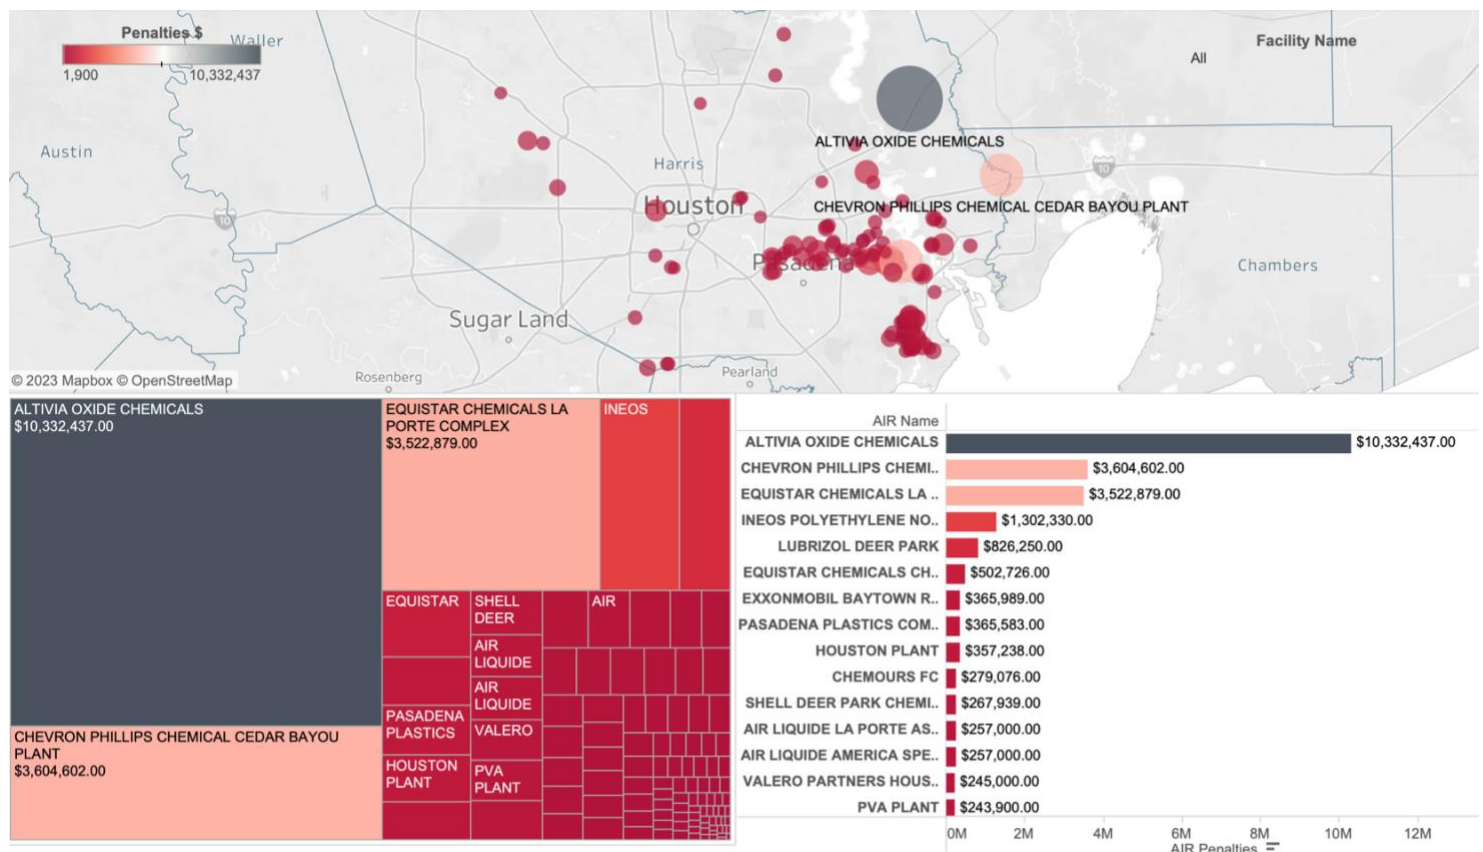 Penalties $
1,900
10,332,437
Waller
Austin
10
Harris
Houston
Pasadena
Sugar Land
Rosenberg
Pearland
Chambers
10
Facility Name
All
ALTIVIA OXIDE CHEMICALS
CHEVRON PHILLIPS CHEMICAL CEDAR BAYOU PLANT
© 2023 Mapbox © OpenStreetMap
ALTIVIA OXIDE CHEMICALS
$10,332,437.00
CHEVRON PHILLIPS CHEMICAL CEDAR BAYOU
PLANT
$3,604,602.00
EQUISTAR CHEMICALS LA
PORTE COMPLEX
$3,522,879.00
INEOS
EQUISTAR
PASADENA
PLASTICS
HOUSTON
PLANT
SHELL
DEER
AIR
LIQUIDE
AIR
LIQUIDE
VALERO
PVA
PLANT
AIR
AIR Name
ALTIVIA OXIDE CHEMICALS $10,332,437.00
CHEVRON PHILLIPS CHEMI.. $3,604,602.00
EQUISTAR CHEMICALS LA .. $3,522,879.00
INEOS POLYETHYLENE NO.. $1,302,330.00
LUBRIZOL DEER PARK $826,250.00
EQUISTAR CHEMICALS CH.. $502,726.00
EXXONMOBIL BAYTOWN R.. $365,989.00
PASADENA PLASTICS COM.. $365,583.00
HOUSTON PLANT $357,238.00
CHEMOURS FC $279,076.00
SHELL DEER PARK CHEMI.. $267,939.00
AIR LIQUIDE LA PORTE AS.. $257,000.00
AIR LIQUIDE AMERICA SPE.. $257,000.00
VALERO PARTNERS HOUS.. $245,000.00
PVA PLANT $243,900.00
0M 2M 4M 6M 8M 10M 12M
AIR Penalties